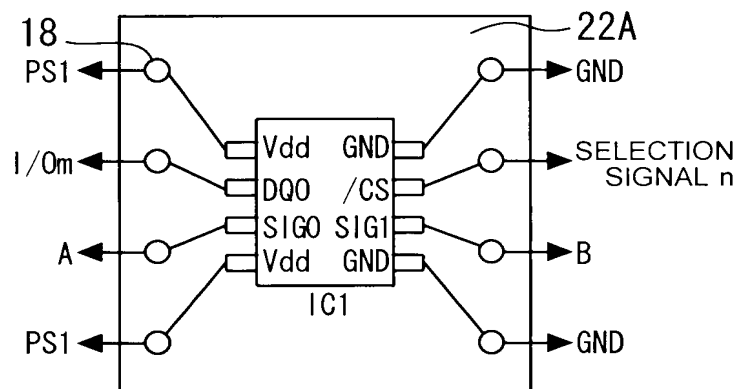 18
22A
PS1
GND
Vdd GND
I/Om
SELECTION
SIGNAL n
DQ0 /CS
SIG0 SIG1
A
B
Vdd GND
IC1
PS1
GND